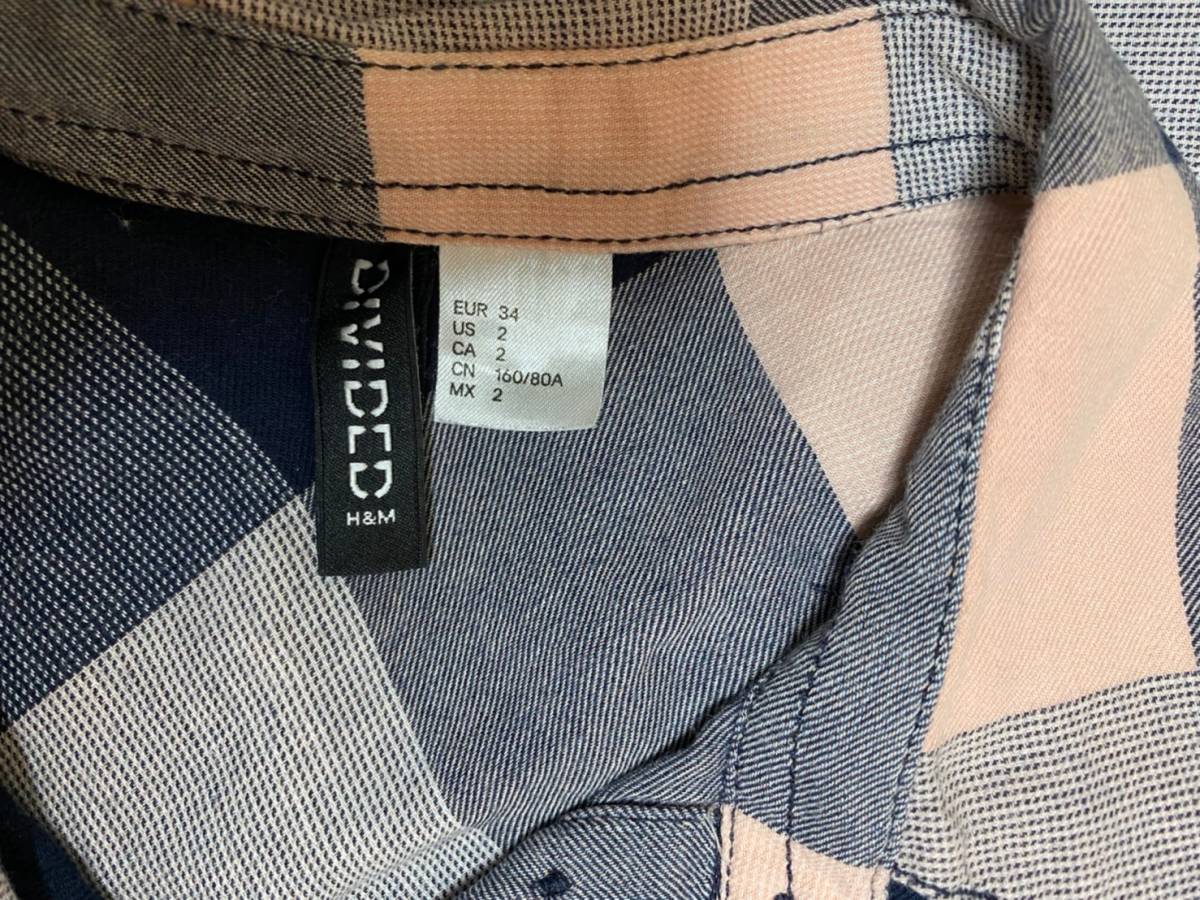 DIVIDED
H&M
EUR 34
US 2
CA 2
CN 160/80A
MX 2